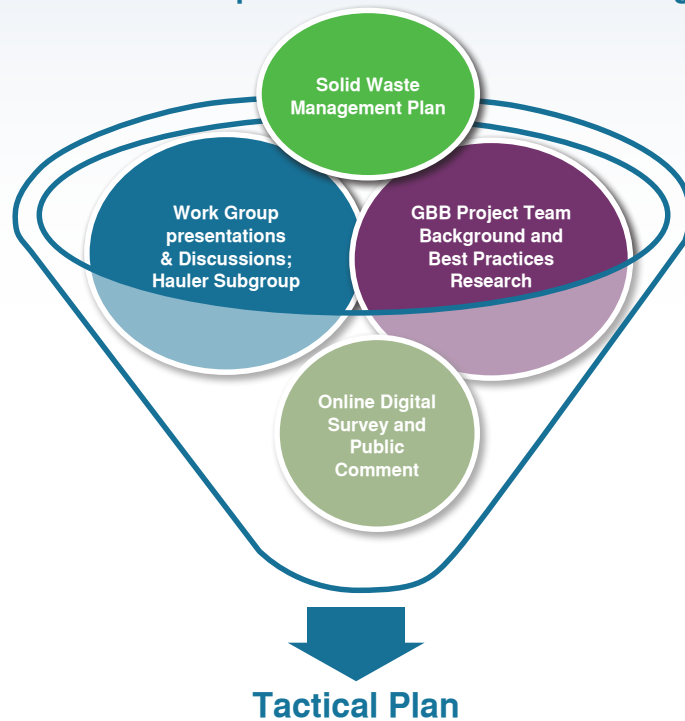 Solid Waste
Management Plan
Work Group
presentations
& Discussions;
Hauler Subgroup
GBB Project Team
Background and
Best Practices
Research
Online Digital
Survey and
Public
Comment
Tactical Plan